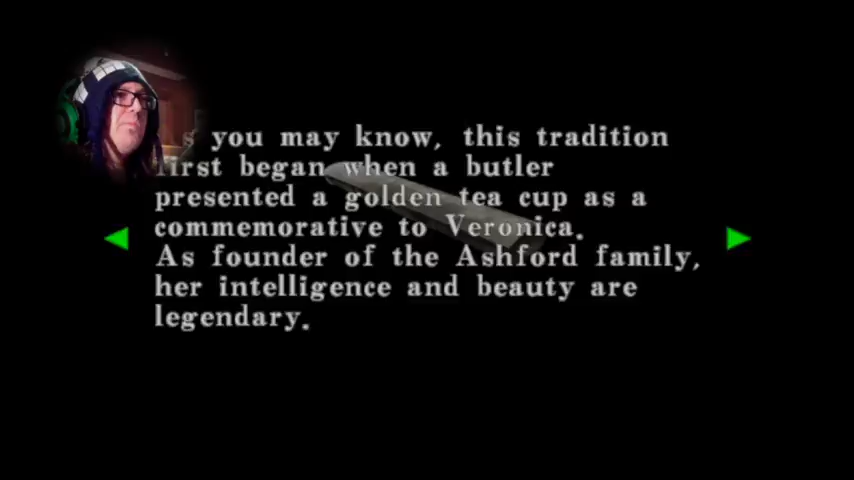 you may know, this tradition
first began when a butler
presented a golden tea cup as a
commemorative to Veronica.
As founder of the Ashford family,
her intelligence and beauty are
legendary.